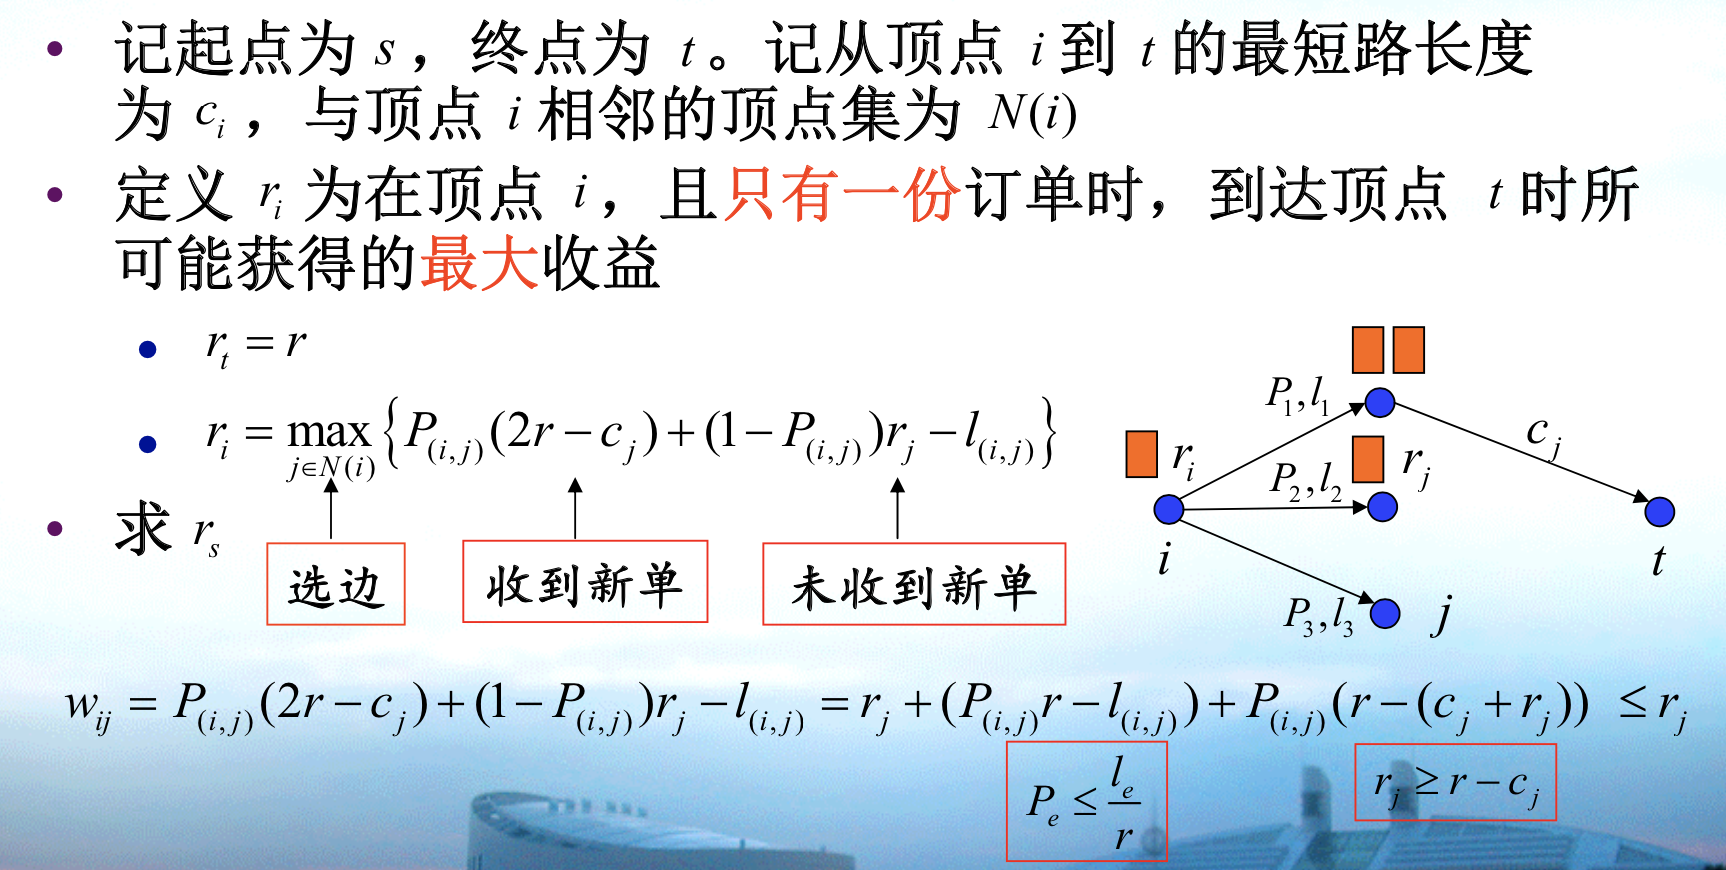 • 记起点为 s ，终点为 t 。记从顶点 i 到 t 的最短路长度
为 c_i ，与顶点 i 相邻的顶点集为 N(i)
• 定义 r_i 为在顶点 i ，且只有一份订单时，到达顶点 t 时所
可能获得的最大收益
• r_t = r
• r_i = max_{j∈N(i)} {P_{(i,j)}(2r − c_j) + (1 − P_{(i,j)})r_j − l_{(i,j)}}
• 求 r_s
选边
收到新单
未收到新单
P_1, l_1
c_j
r_i
P_2, l_2
r_j
i
t
P_3, l_3
j
w_{ij} = P_{(i,j)}(2r − c_j) + (1 − P_{(i,j)})r_j − l_{(i,j)} = r_j + (P_{(i,j)}r − l_{(i,j)}) + P_{(i,j)}(r − (c_j + r_j)) ≤ r_j
P_e ≤ l_e / r
r_j ≥ r − c_j